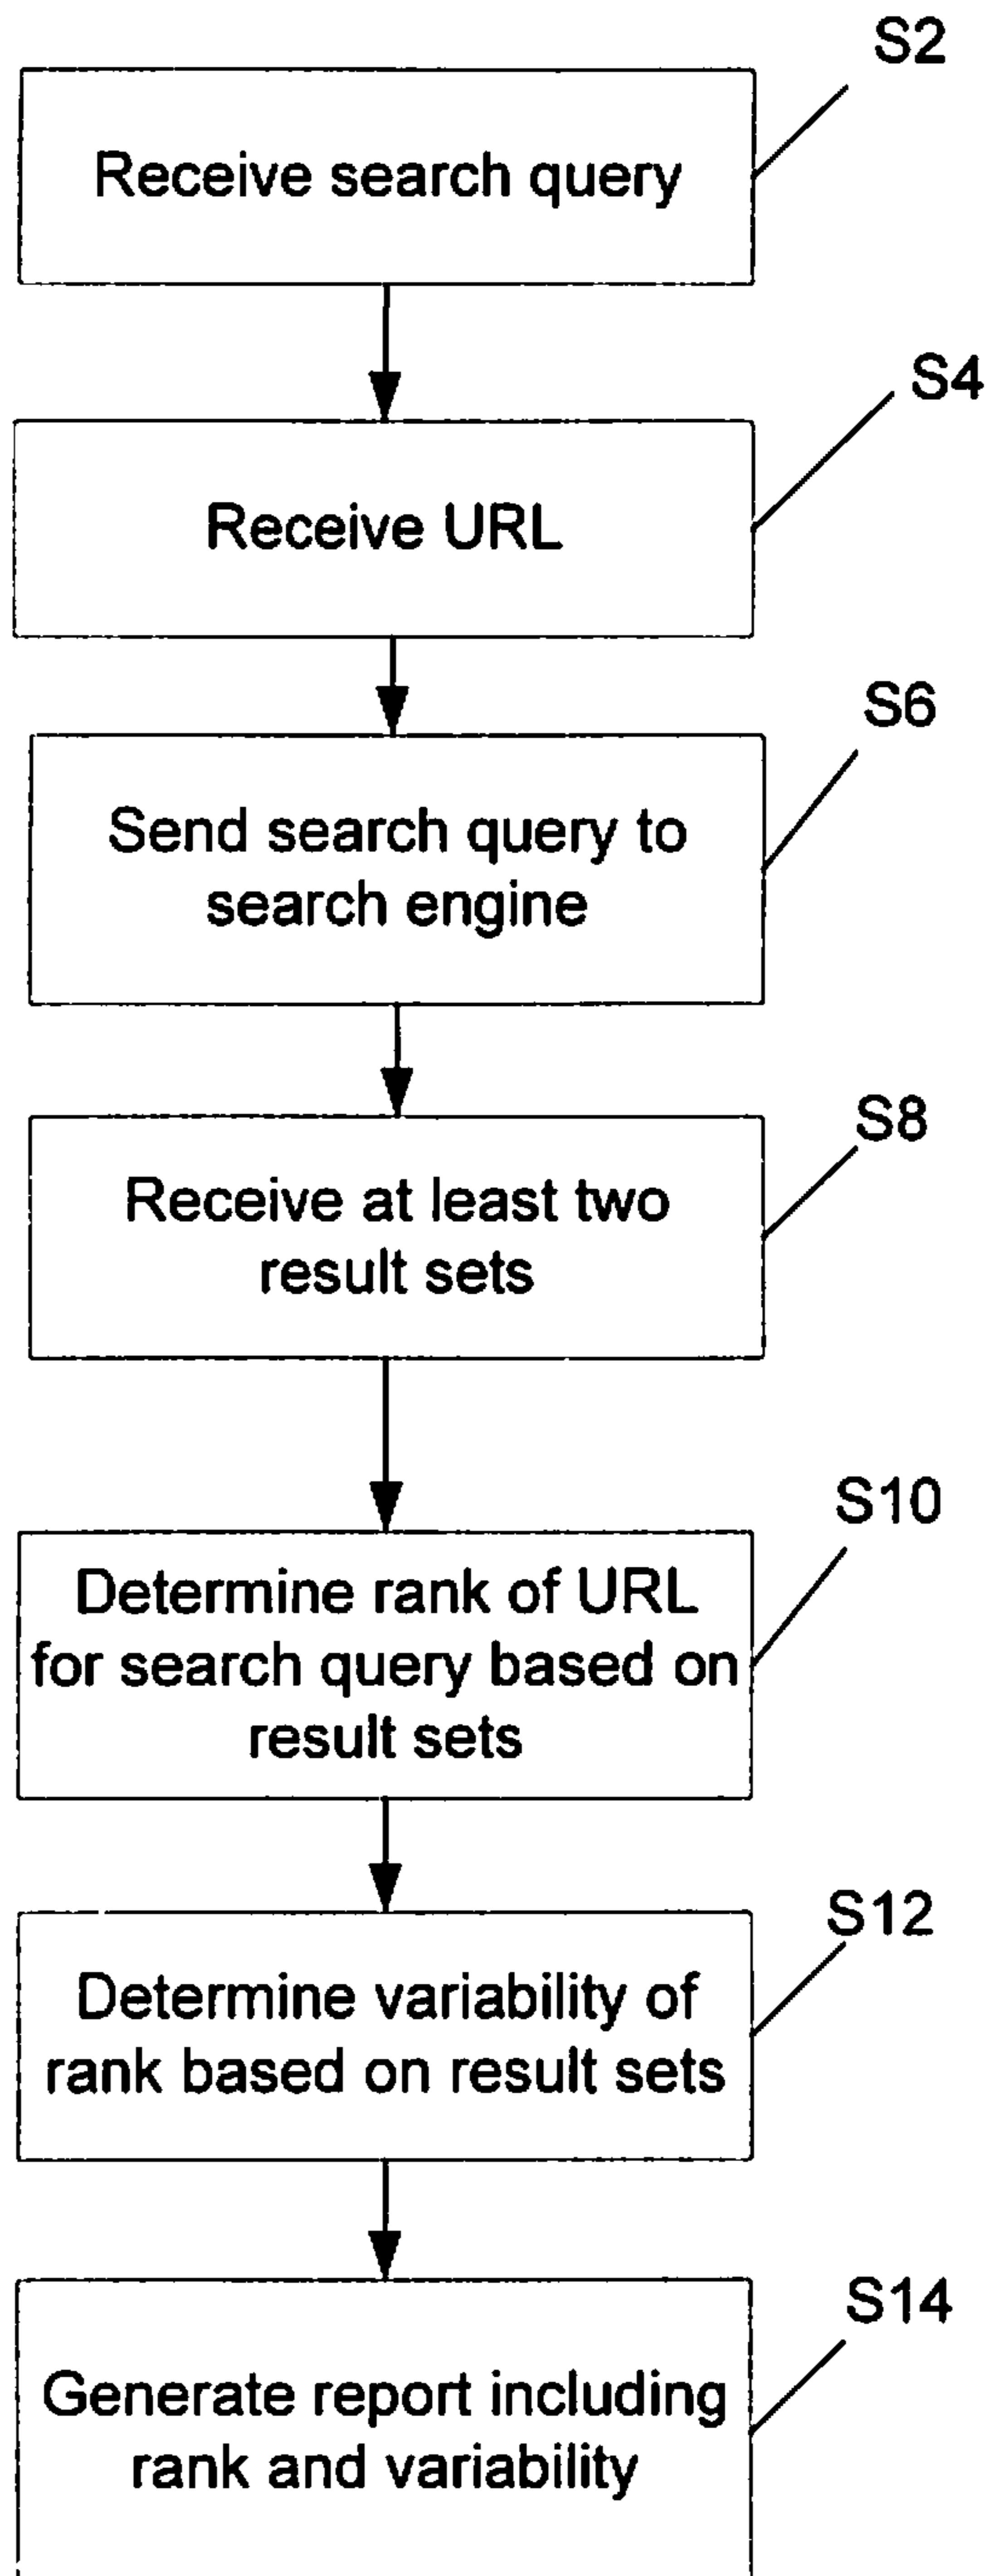 S2
Receive search query
S4
Receive URL
S6
Send search query to
search engine
S8
Receive at least two
result sets
S10
Determine rank of URL
for search query based on
result sets
S12
Determine variability of
rank based on result sets
S14
Generate report including
rank and variability